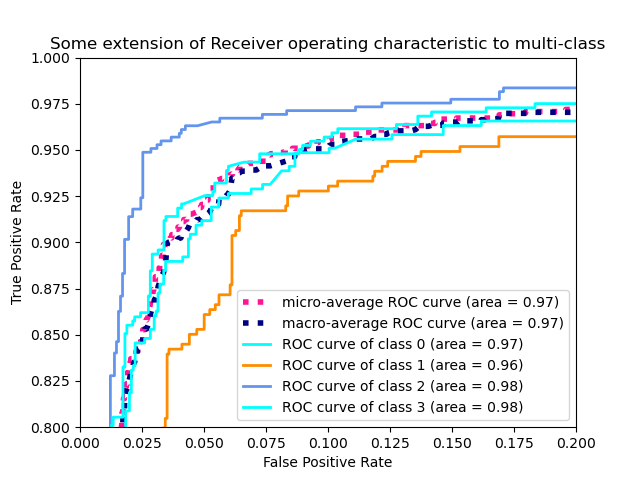 Some extension of Receiver operating characteristic to multi-class
1.000
0.975
0.950
0.925
0.900
0.875
0.850
0.825
0.800
True Positive Rate
micro-average ROC curve (area = 0.97)
macro-average ROC curve (area = 0.97)
ROC curve of class 0 (area = 0.97)
ROC curve of class 1 (area = 0.96)
ROC curve of class 2 (area = 0.98)
ROC curve of class 3 (area = 0.98)
0.000 0.025 0.050 0.075 0.100 0.125 0.150 0.175 0.200
False Positive Rate